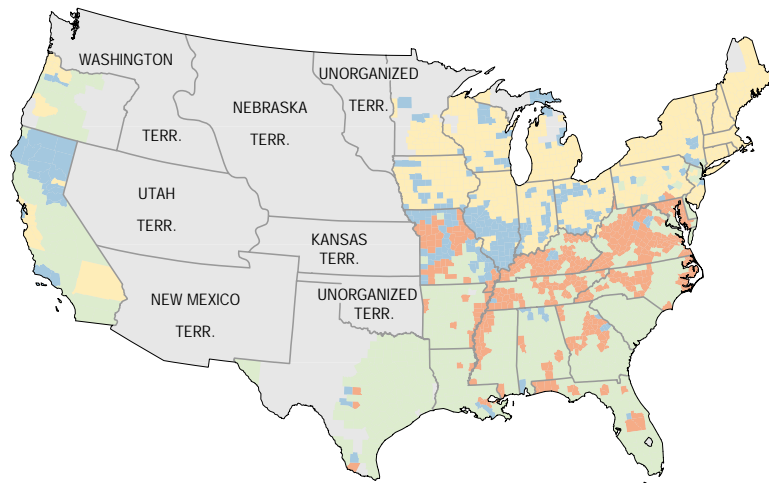 WASHINGTON
TERR.
UNORGANIZED
TERR.
NEBRASKA
TERR.
UTAH
TERR.
KANSAS
TERR.
NEW MEXICO
TERR.
UNORGANIZED
TERR.